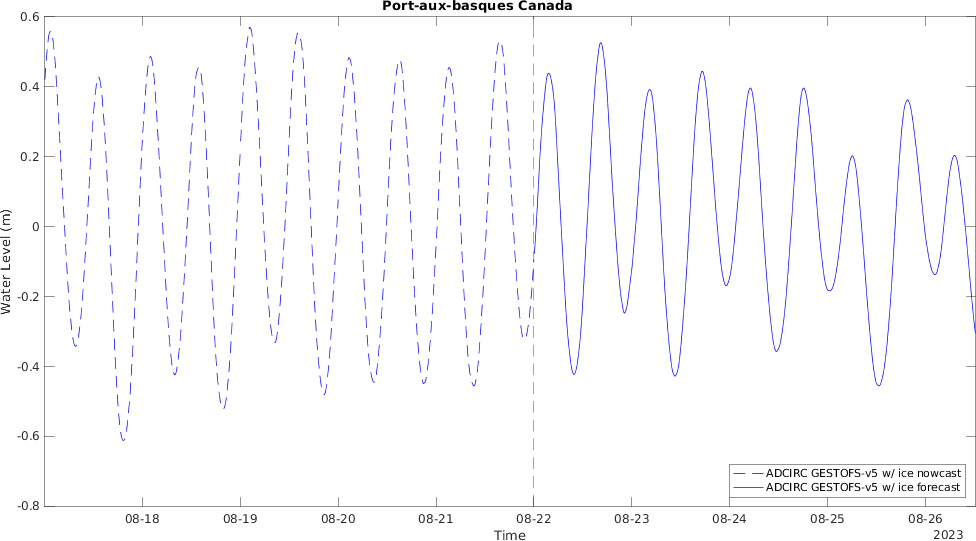 Port-aux-basques Canada
0.6
0.4
0.2
0
-0.2
-0.4
-0.6
-0.8
Water Level (m)
ADCIRC GESTOFS-v5 w/ ice nowcast
ADCIRC GESTOFS-v5 w/ ice forecast
08-18 08-19 08-20 08-21 08-22 08-23 08-24 08-25 08-26
Time
2023